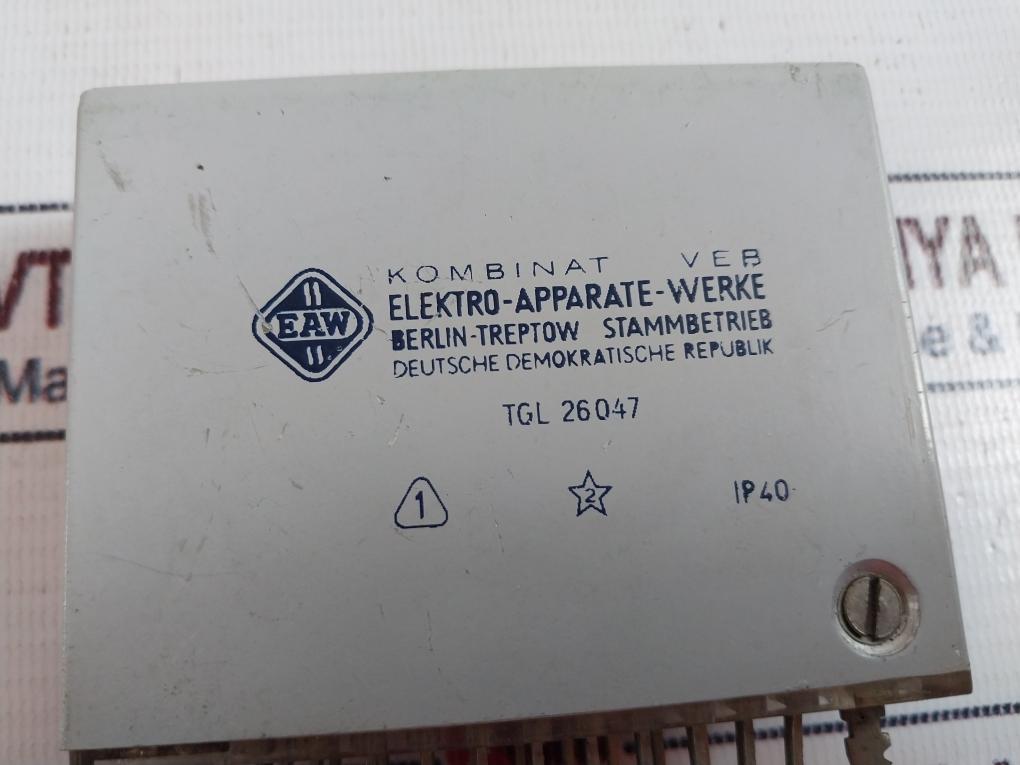 KOMBINAT VEB
EAW
ELEKTRO-APPARATE-WERKE
BERLIN-TREPTOW STAMMBETRIEB
DEUTSCHE DEMOKRATISCHE REPUBLIK
TGL 26047
1 2 IP40